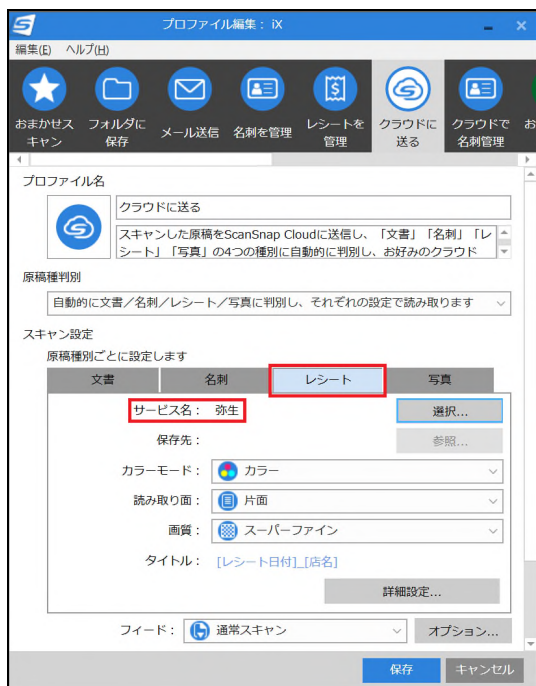 プロファイル編集： iX
編集(E) ヘルプ(H)
おまかせス
キャン
フォルダに
保存
メール送信
名刺を管理
レシートを
管理
クラウドに
送る
クラウドで
名刺管理
お
プロファイル名
クラウドに送る
スキャンした原稿をScanSnap Cloudに送信し、「文書」「名刺」「レ
シート」「写真」の4つの種別に自動的に判別し、お好みのクラウド
原稿種判別
自動的に文書／名刺／レシート／写真に判別し、それぞれの設定で読み取ります
スキャン設定
原稿種別ごとに設定します
文書 名刺 レシート 写真
サービス名： 弥生 選択...
保存先： 参照...
カラーモード： カラー
読み取り面： 片面
画質： スーパーファイン
タイトル： [レシート日付]_[店名]
詳細設定...
フィード： 通常スキャン オプション...
保存 キャンセル